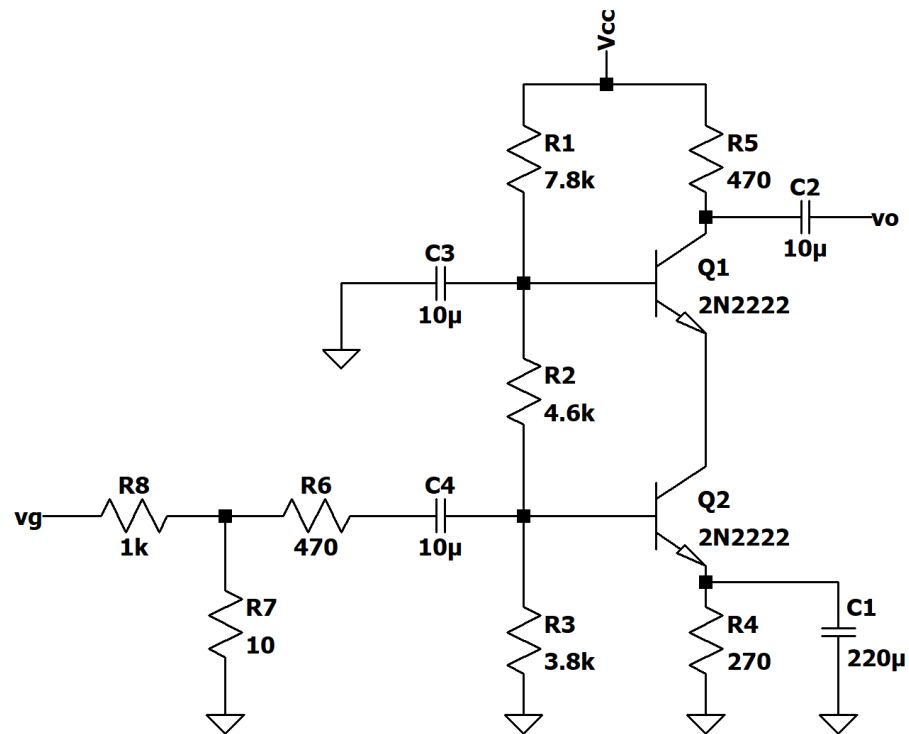 Vcc
R1
7.8k
R5
470
C2
10µ
vo
C3
10µ
Q1
2N2222
R2
4.6k
R8
1k
vg
R6
470
C4
10µ
Q2
2N2222
R7
10
R3
3.8k
R4
270
C1
220µ